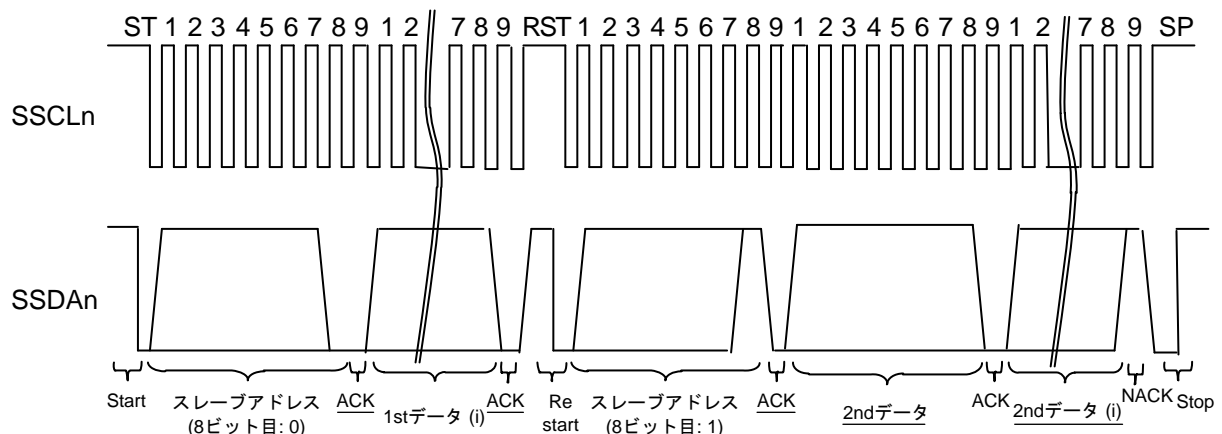 ST 1 2 3 4 5 6 7 8 9 1 2 7 8 9 RST 1 2 3 4 5 6 7 8 9 1 2 3 4 5 6 7 8 9 1 2 7 8 9 SP
SSCLn
SSDAn
Start
スレーブアドレス
(8ビット目: 0)
ACK
1stデータ (i)
ACK
Re
start
スレーブアドレス
(8ビット目: 1)
ACK
2ndデータ
ACK
2ndデータ (i)
NACK
Stop